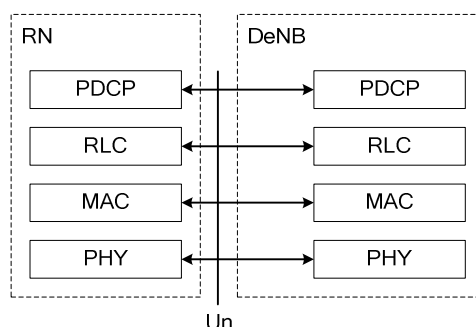 RN DeNB
PDCP PDCP
RLC RLC
MAC MAC
PHY PHY
Un